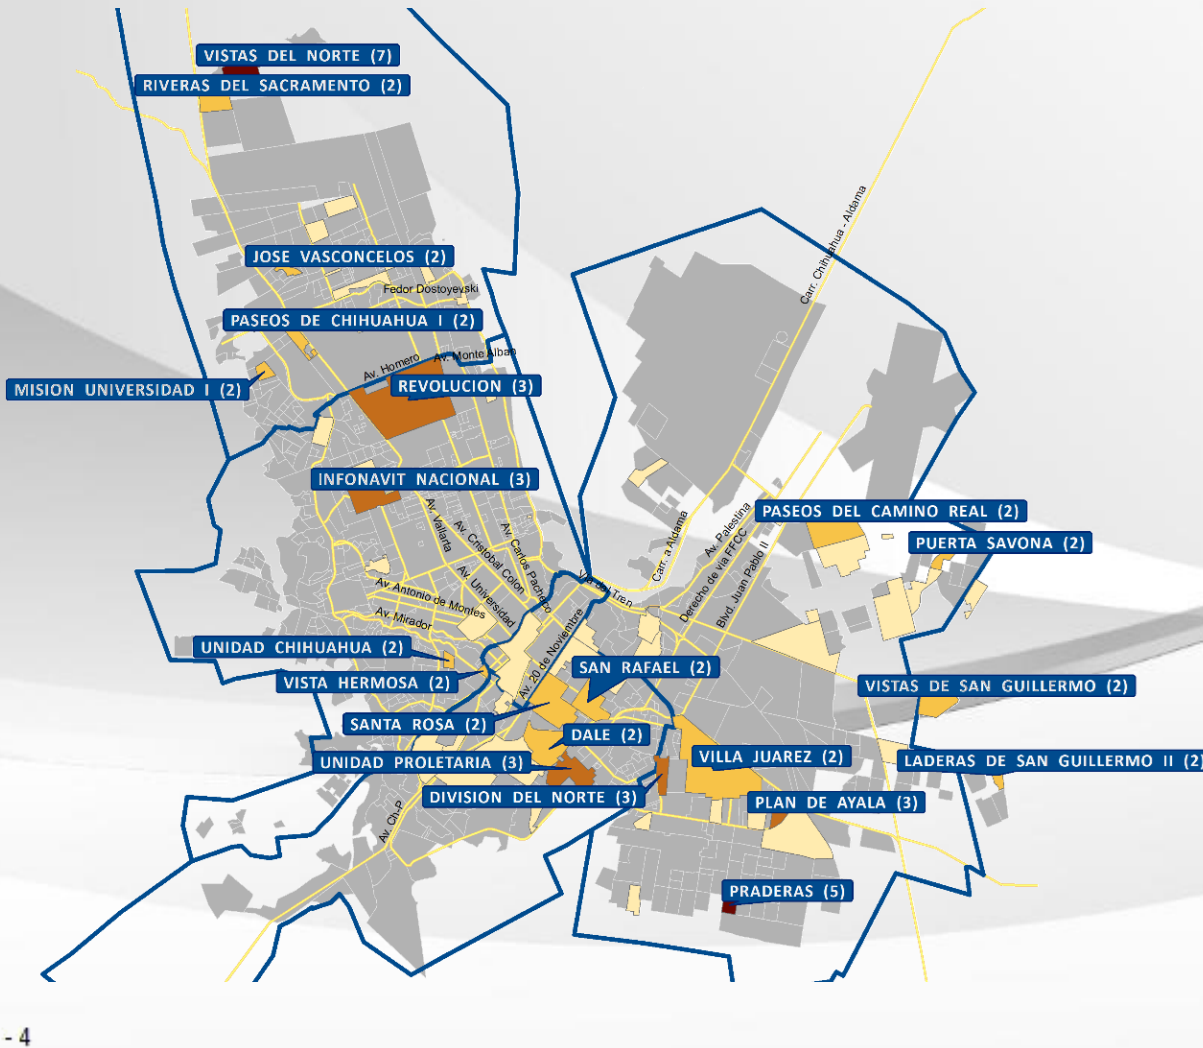 VISTAS DEL NORTE (7)
RIVERAS DEL SACRAMENTO (2)
Carr. Chihuahua - Aldama
JOSE VASCONCELOS (2)
Fedor Dostoyevski
PASEOS DE CHIHUAHUA I (2)
Av. Homero
Av. Monte Alban
MISION UNIVERSIDAD I (2)
REVOLUCION (3)
INFONAVIT NACIONAL (3)
Av. Vallarta
Av. Cristobal Colon
Av. Carlos Pacheco
Av. Universidad
Carr. a Aldama
Av. Palestina
Derecho de via FFCC
Blvd. Juan Pablo II
PASEOS DEL CAMINO REAL (2)
PUERTA SAVONA (2)
Via del Tren
Av. Antonio de Montes
Av. Mirador
Av. 20 de Noviembre
UNIDAD CHIHUAHUA (2)
SAN RAFAEL (2)
VISTA HERMOSA (2)
VISTAS DE SAN GUILLERMO (2)
SANTA ROSA (2)
DALE (2)
UNIDAD PROLETARIA (3)
VILLA JUAREZ (2)
LADERAS DE SAN GUILLERMO II (2)
DIVISION DEL NORTE (3)
PLAN DE AYALA (3)
Av. Ch-P
PRADERAS (5)
- 4